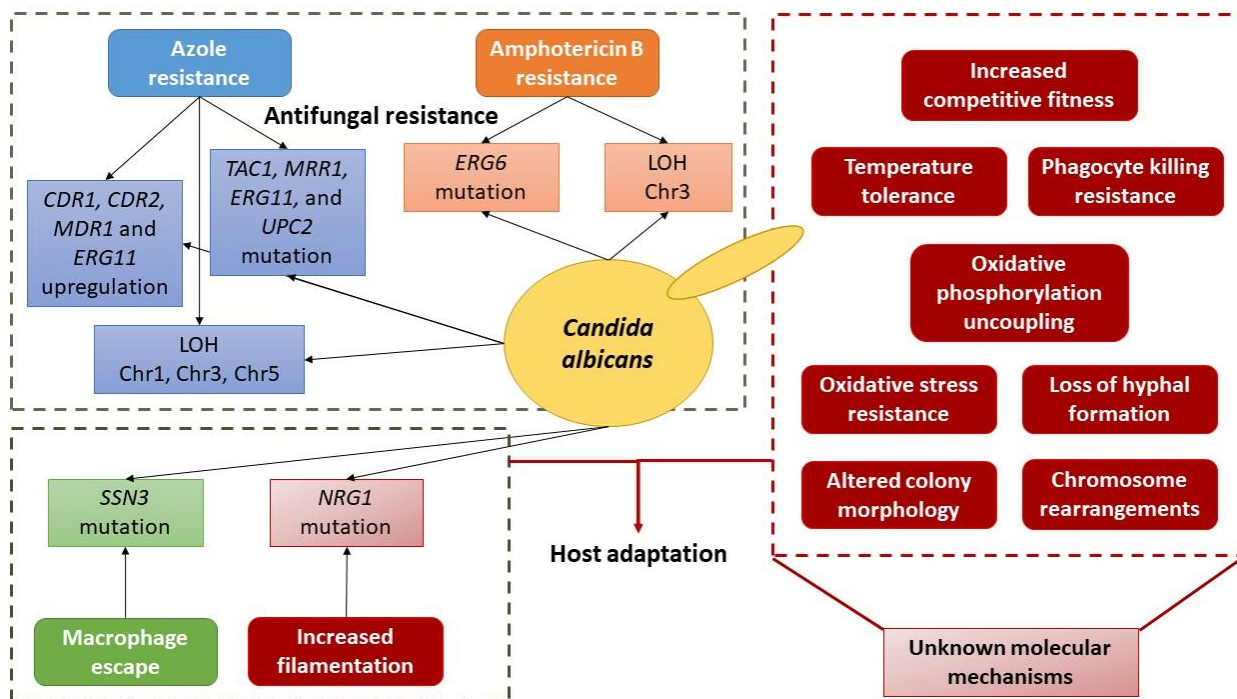 Azole
resistance
Amphotericin B
resistance
Antifungal resistance
CDR1, CDR2,
MDR1 and
ERG11
upregulation
TAC1, MRR1,
ERG11, and
UPC2
mutation
ERG6
mutation
LOH
Chr3
LOH
Chr1, Chr3, Chr5
Candida
albicans
SSN3
mutation
NRG1
mutation
Macrophage
escape
Increased
filamentation
Host adaptation
Increased
competitive fitness
Temperature
tolerance
Phagocyte killing
resistance
Oxidative
phosphorylation
uncoupling
Oxidative stress
resistance
Loss of hyphal
formation
Altered colony
morphology
Chromosome
rearrangements
Unknown molecular
mechanisms